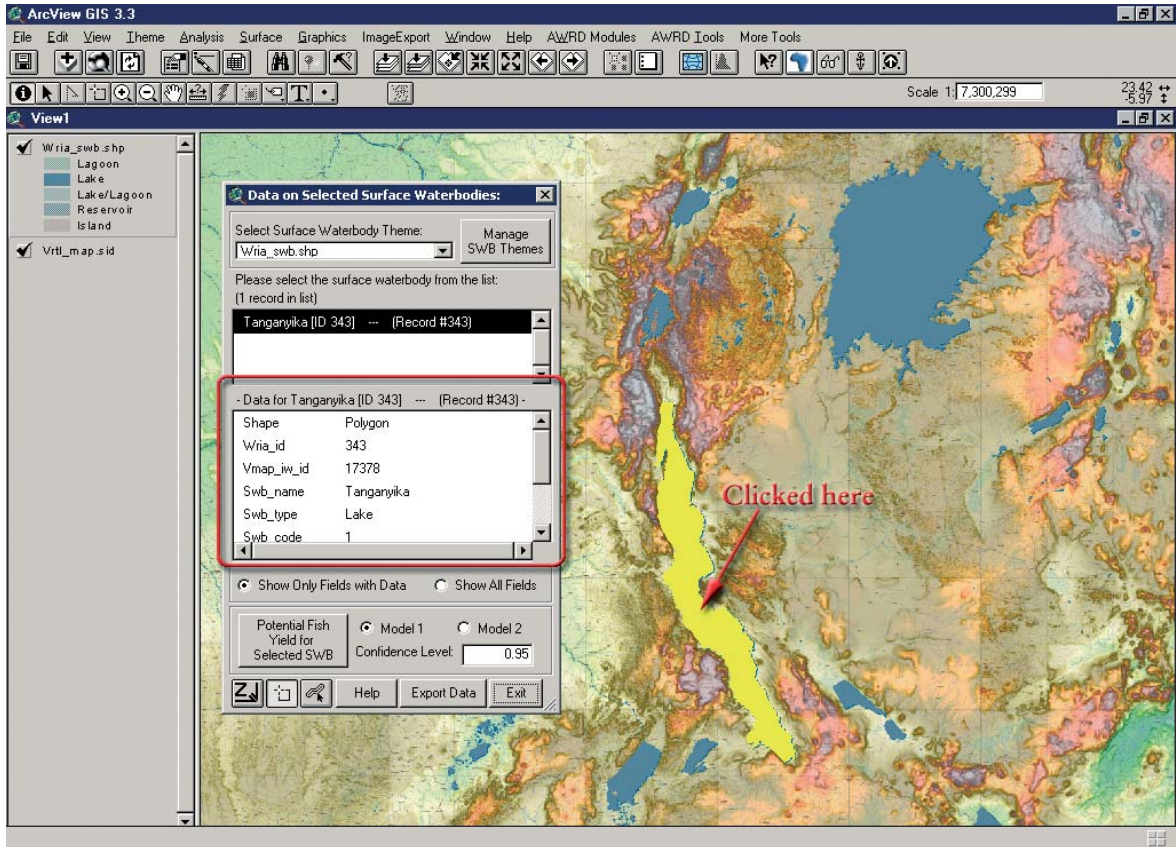 ArcView GIS 3.3
File Edit View Theme Analysis Surface Graphics ImageExport Window Help AWRD Modules AWRD Tools More Tools
Scale 1: 7,300,299
23.42
-5.97
View1
Wria_swb.shp
Lagoon
Lake
Lake/Lagoon
Reservoir
Island
Vrtl_map.sid
Data on Selected Surface Waterbodies:
Select Surface Waterbody Theme:
Wria_swb.shp
Manage
SWB Themes
Please select the surface waterbody from the list:
(1 record in list)
Tanganyika [ID 343] --- (Record #343)
- Data for Tanganyika [ID 343] --- (Record #343) -
Shape Polygon
Wria_id 343
Vmap_iw_id 17378
Swb_name Tanganyika
Swb_type Lake
Swb_code 1
Show Only Fields with Data Show All Fields
Potential Fish
Yield for
Selected SWB
Model 1 Model 2
Confidence Level: 0.95
Help Export Data Exit
Clicked here